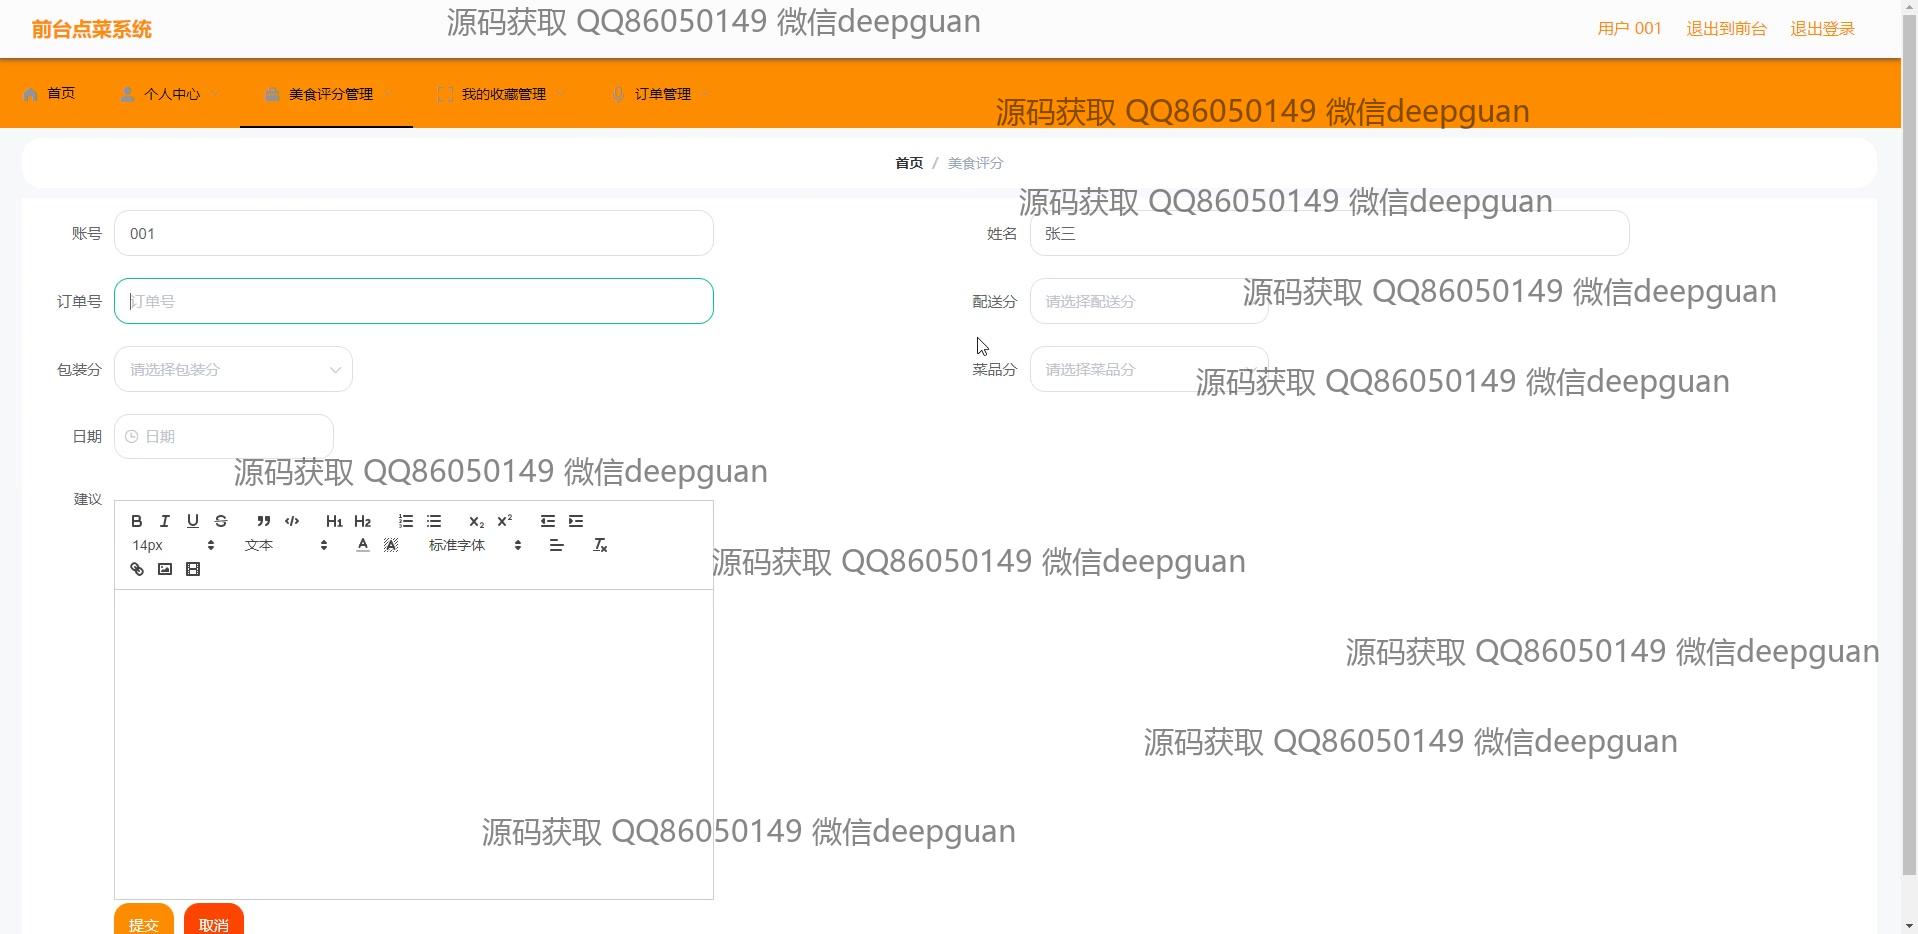 前台点菜系统
源码获取 QQ86050149 微信deepguan
用户 001 退出到前台 退出登录
首页 个人中心 美食评分管理 我的收藏管理 订单管理
源码获取 QQ86050149 微信deepguan
首页 / 美食评分
源码获取 QQ86050149 微信deepguan
账号 001
姓名 张三
订单号 订单号
配送分 请选择配送分
源码获取 QQ86050149 微信deepguan
包装分 请选择包装分
菜品分 请选择菜品分
源码获取 QQ86050149 微信deepguan
日期 日期
源码获取 QQ86050149 微信deepguan
建议
B I U S H1 H2 X2 X2
14px 文本 A A 标准字体 Tx
源码获取 QQ86050149 微信deepguan
源码获取 QQ86050149 微信deepguan
源码获取 QQ86050149 微信deepguan
源码获取 QQ86050149 微信deepguan
提交 取消